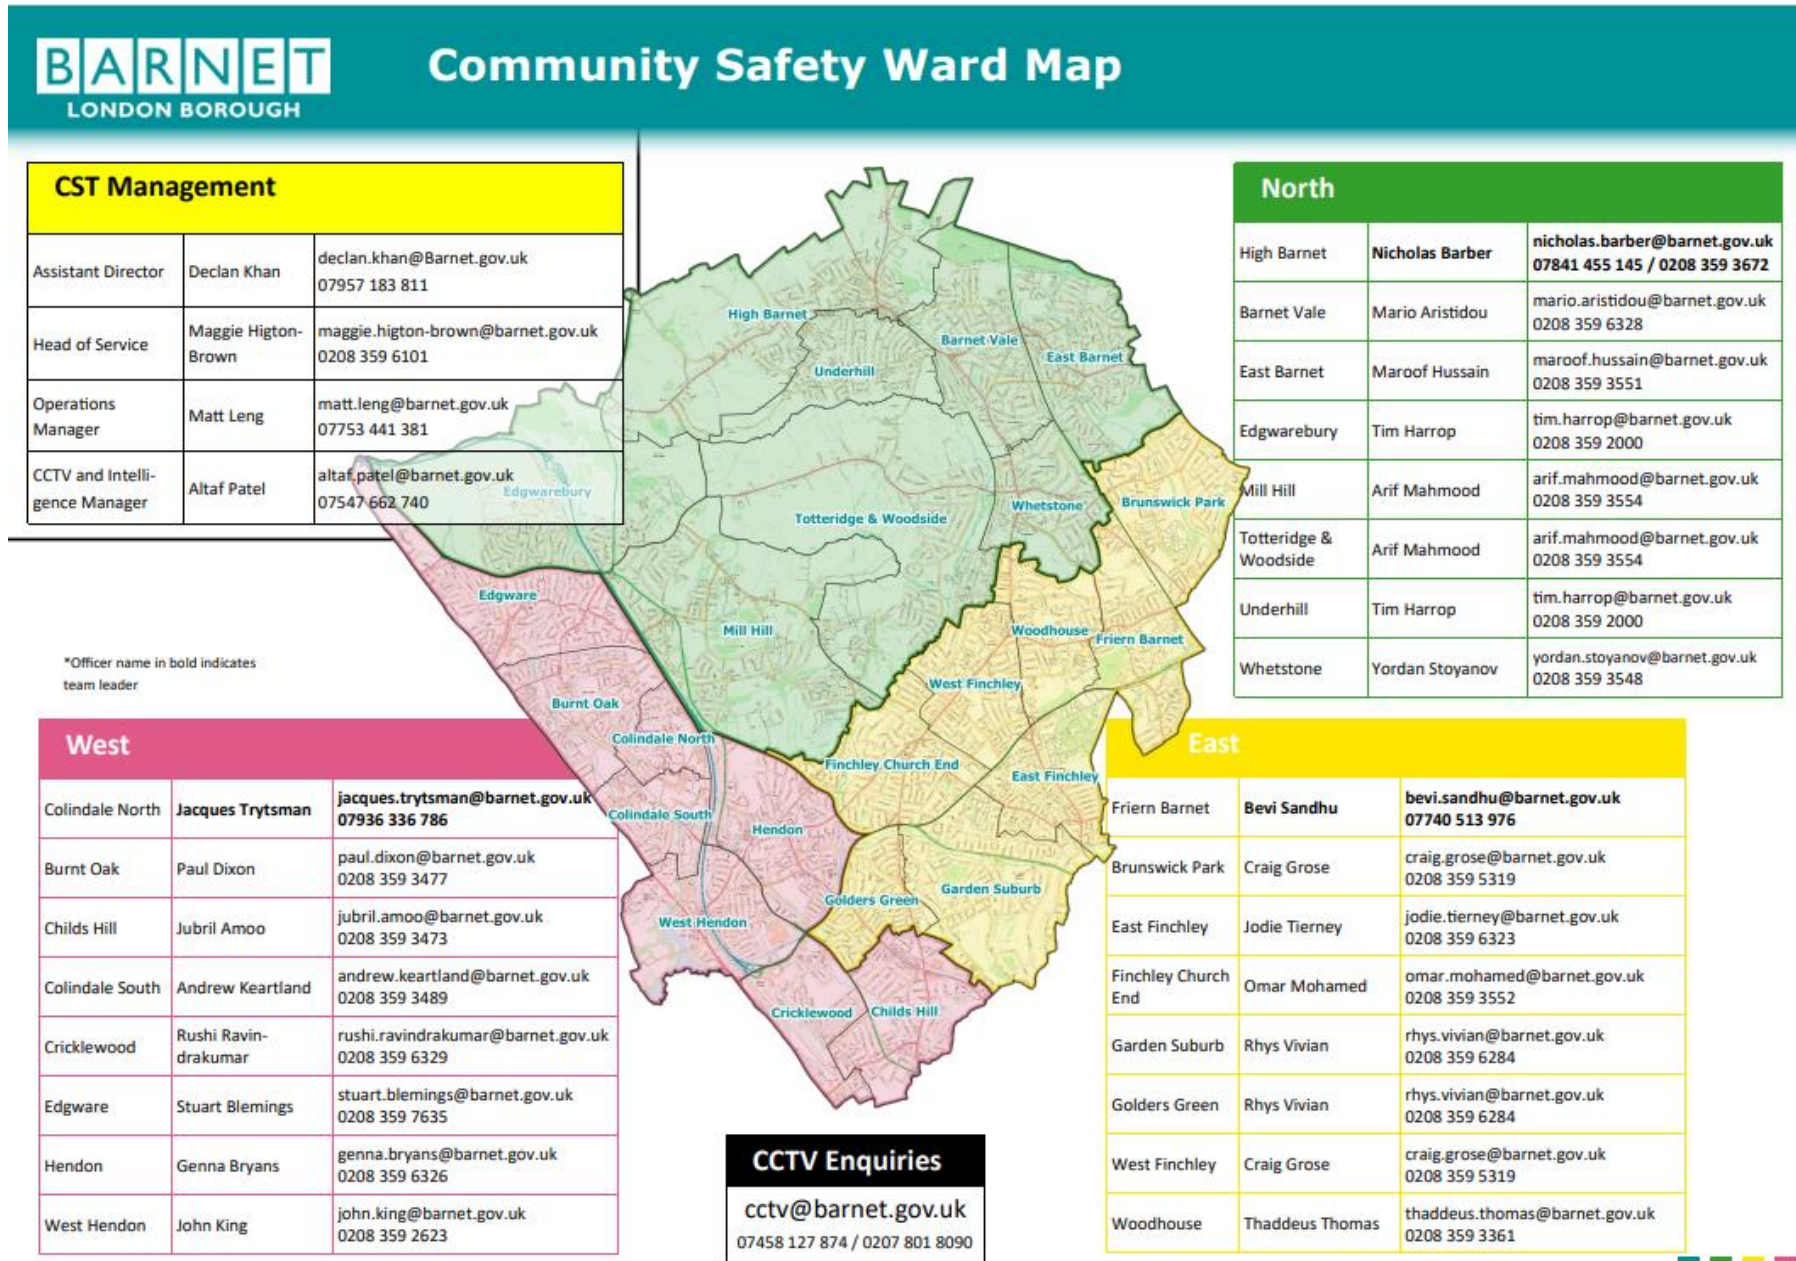 BARNET
LONDON BOROUGH
Community Safety Ward Map
CST Management
Assistant Director
Declan Khan
declan.khan@Barnet.gov.uk
07957 183 811
Head of Service
Maggie Higton-
Brown
maggie.higton-brown@barnet.gov.uk
0208 359 6101
Operations
Manager
Matt Leng
matt.leng@barnet.gov.uk
07753 441 381
CCTV and Intelli-
gence Manager
Altaf Patel
altaf.patel@barnet.gov.uk
07547 662 740
*Officer name in bold indicates
team leader
North
High Barnet
Nicholas Barber
nicholas.barber@barnet.gov.uk
07841 455 145 / 0208 359 3672
Barnet Vale
Mario Aristidou
mario.aristidou@barnet.gov.uk
0208 359 6328
East Barnet
Maroof Hussain
maroof.hussain@barnet.gov.uk
0208 359 3551
Edgwarebury
Tim Harrop
tim.harrop@barnet.gov.uk
0208 359 2000
Mill Hill
Arif Mahmood
arif.mahmood@barnet.gov.uk
0208 359 3554
Totteridge &
Woodside
Arif Mahmood
arif.mahmood@barnet.gov.uk
0208 359 3554
Underhill
Tim Harrop
tim.harrop@barnet.gov.uk
0208 359 2000
Whetstone
Yordan Stoyanov
yordan.stoyanov@barnet.gov.uk
0208 359 3548
High Barnet
Barnet Vale
East Barnet
Underhill
Edgwarebury
Totteridge & Woodside
Whetstone
Brunswick Park
Edgware
Mill Hill
Woodhouse
Friern Barnet
West Finchley
Burnt Oak
Colindale North
Finchley Church End
East Finchley
Colindale South
Hendon
Garden Suburb
Golders Green
West Hendon
Cricklewood
Childs Hill
West
Colindale North
Jacques Trytsman
jacques.trytsman@barnet.gov.uk
07936 336 786
Burnt Oak
Paul Dixon
paul.dixon@barnet.gov.uk
0208 359 3477
Childs Hill
Jubril Amoo
jubril.amoo@barnet.gov.uk
0208 359 3473
Colindale South
Andrew Keartland
andrew.keartland@barnet.gov.uk
0208 359 3489
Cricklewood
Rushi Ravin-
drakumar
rushi.ravindrakumar@barnet.gov.uk
0208 359 6329
Edgware
Stuart Blemings
stuart.blemings@barnet.gov.uk
0208 359 7635
Hendon
Genna Bryans
genna.bryans@barnet.gov.uk
0208 359 6326
West Hendon
John King
john.king@barnet.gov.uk
0208 359 2623
CCTV Enquiries
cctv@barnet.gov.uk
07458 127 874 / 0207 801 8090
East
Friern Barnet
Bevi Sandhu
bevi.sandhu@barnet.gov.uk
07740 513 976
Brunswick Park
Craig Grose
craig.grose@barnet.gov.uk
0208 359 5319
East Finchley
Jodie Tierney
jodie.tierney@barnet.gov.uk
0208 359 6323
Finchley Church
End
Omar Mohamed
omar.mohamed@barnet.gov.uk
0208 359 3552
Garden Suburb
Rhys Vivian
rhys.vivian@barnet.gov.uk
0208 359 6284
Golders Green
Rhys Vivian
rhys.vivian@barnet.gov.uk
0208 359 6284
West Finchley
Craig Grose
craig.grose@barnet.gov.uk
0208 359 5319
Woodhouse
Thaddeus Thomas
thaddeus.thomas@barnet.gov.uk
0208 359 3361